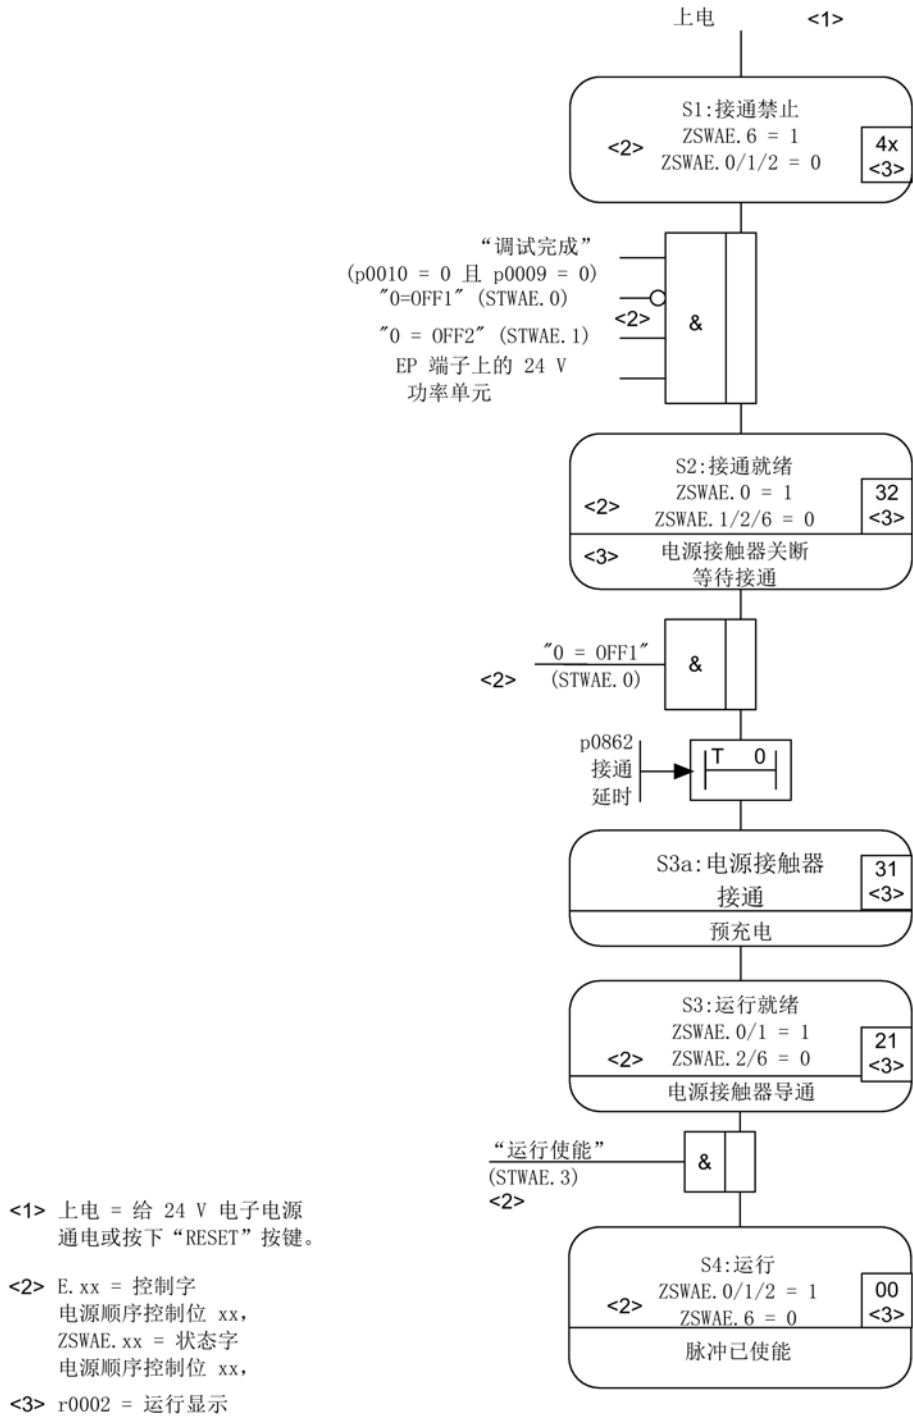 上电 <1>
S1:接通禁止
ZSWAE.6 = 1
<2>
ZSWAE.0/1/2 = 0
4x
<3>
“调试完成”
(p0010 = 0 且 p0009 = 0)
"0=OFF1" (STWAE.0)
<2>
"0 = OFF2" (STWAE.1)
EP 端子上的 24 V
功率单元
&
S2:接通就绪
ZSWAE.0 = 1
<2>
ZSWAE.1/2/6 = 0
32
<3>
<3> 电源接触器关断
等待接通
"0 = OFF1"
<2> (STWAE.0)
&
p0862
接通
延时
T 0
S3a:电源接触器
接通
31
<3>
预充电
S3:运行就绪
ZSWAE.0/1 = 1
<2> ZSWAE.2/6 = 0
21
<3>
电源接触器导通
“运行使能”
(STWAE.3)
<2>
&
S4:运行
ZSWAE.0/1/2 = 1
<2>
ZSWAE.6 = 0
00
<3>
脉冲已使能
<1> 上电 = 给 24 V 电子电源
通电或按下“RESET”按键。
<2> E.xx = 控制字
电源顺序控制位 xx,
ZSWAE.xx = 状态字
电源顺序控制位 xx,
<3> r0002 = 运行显示